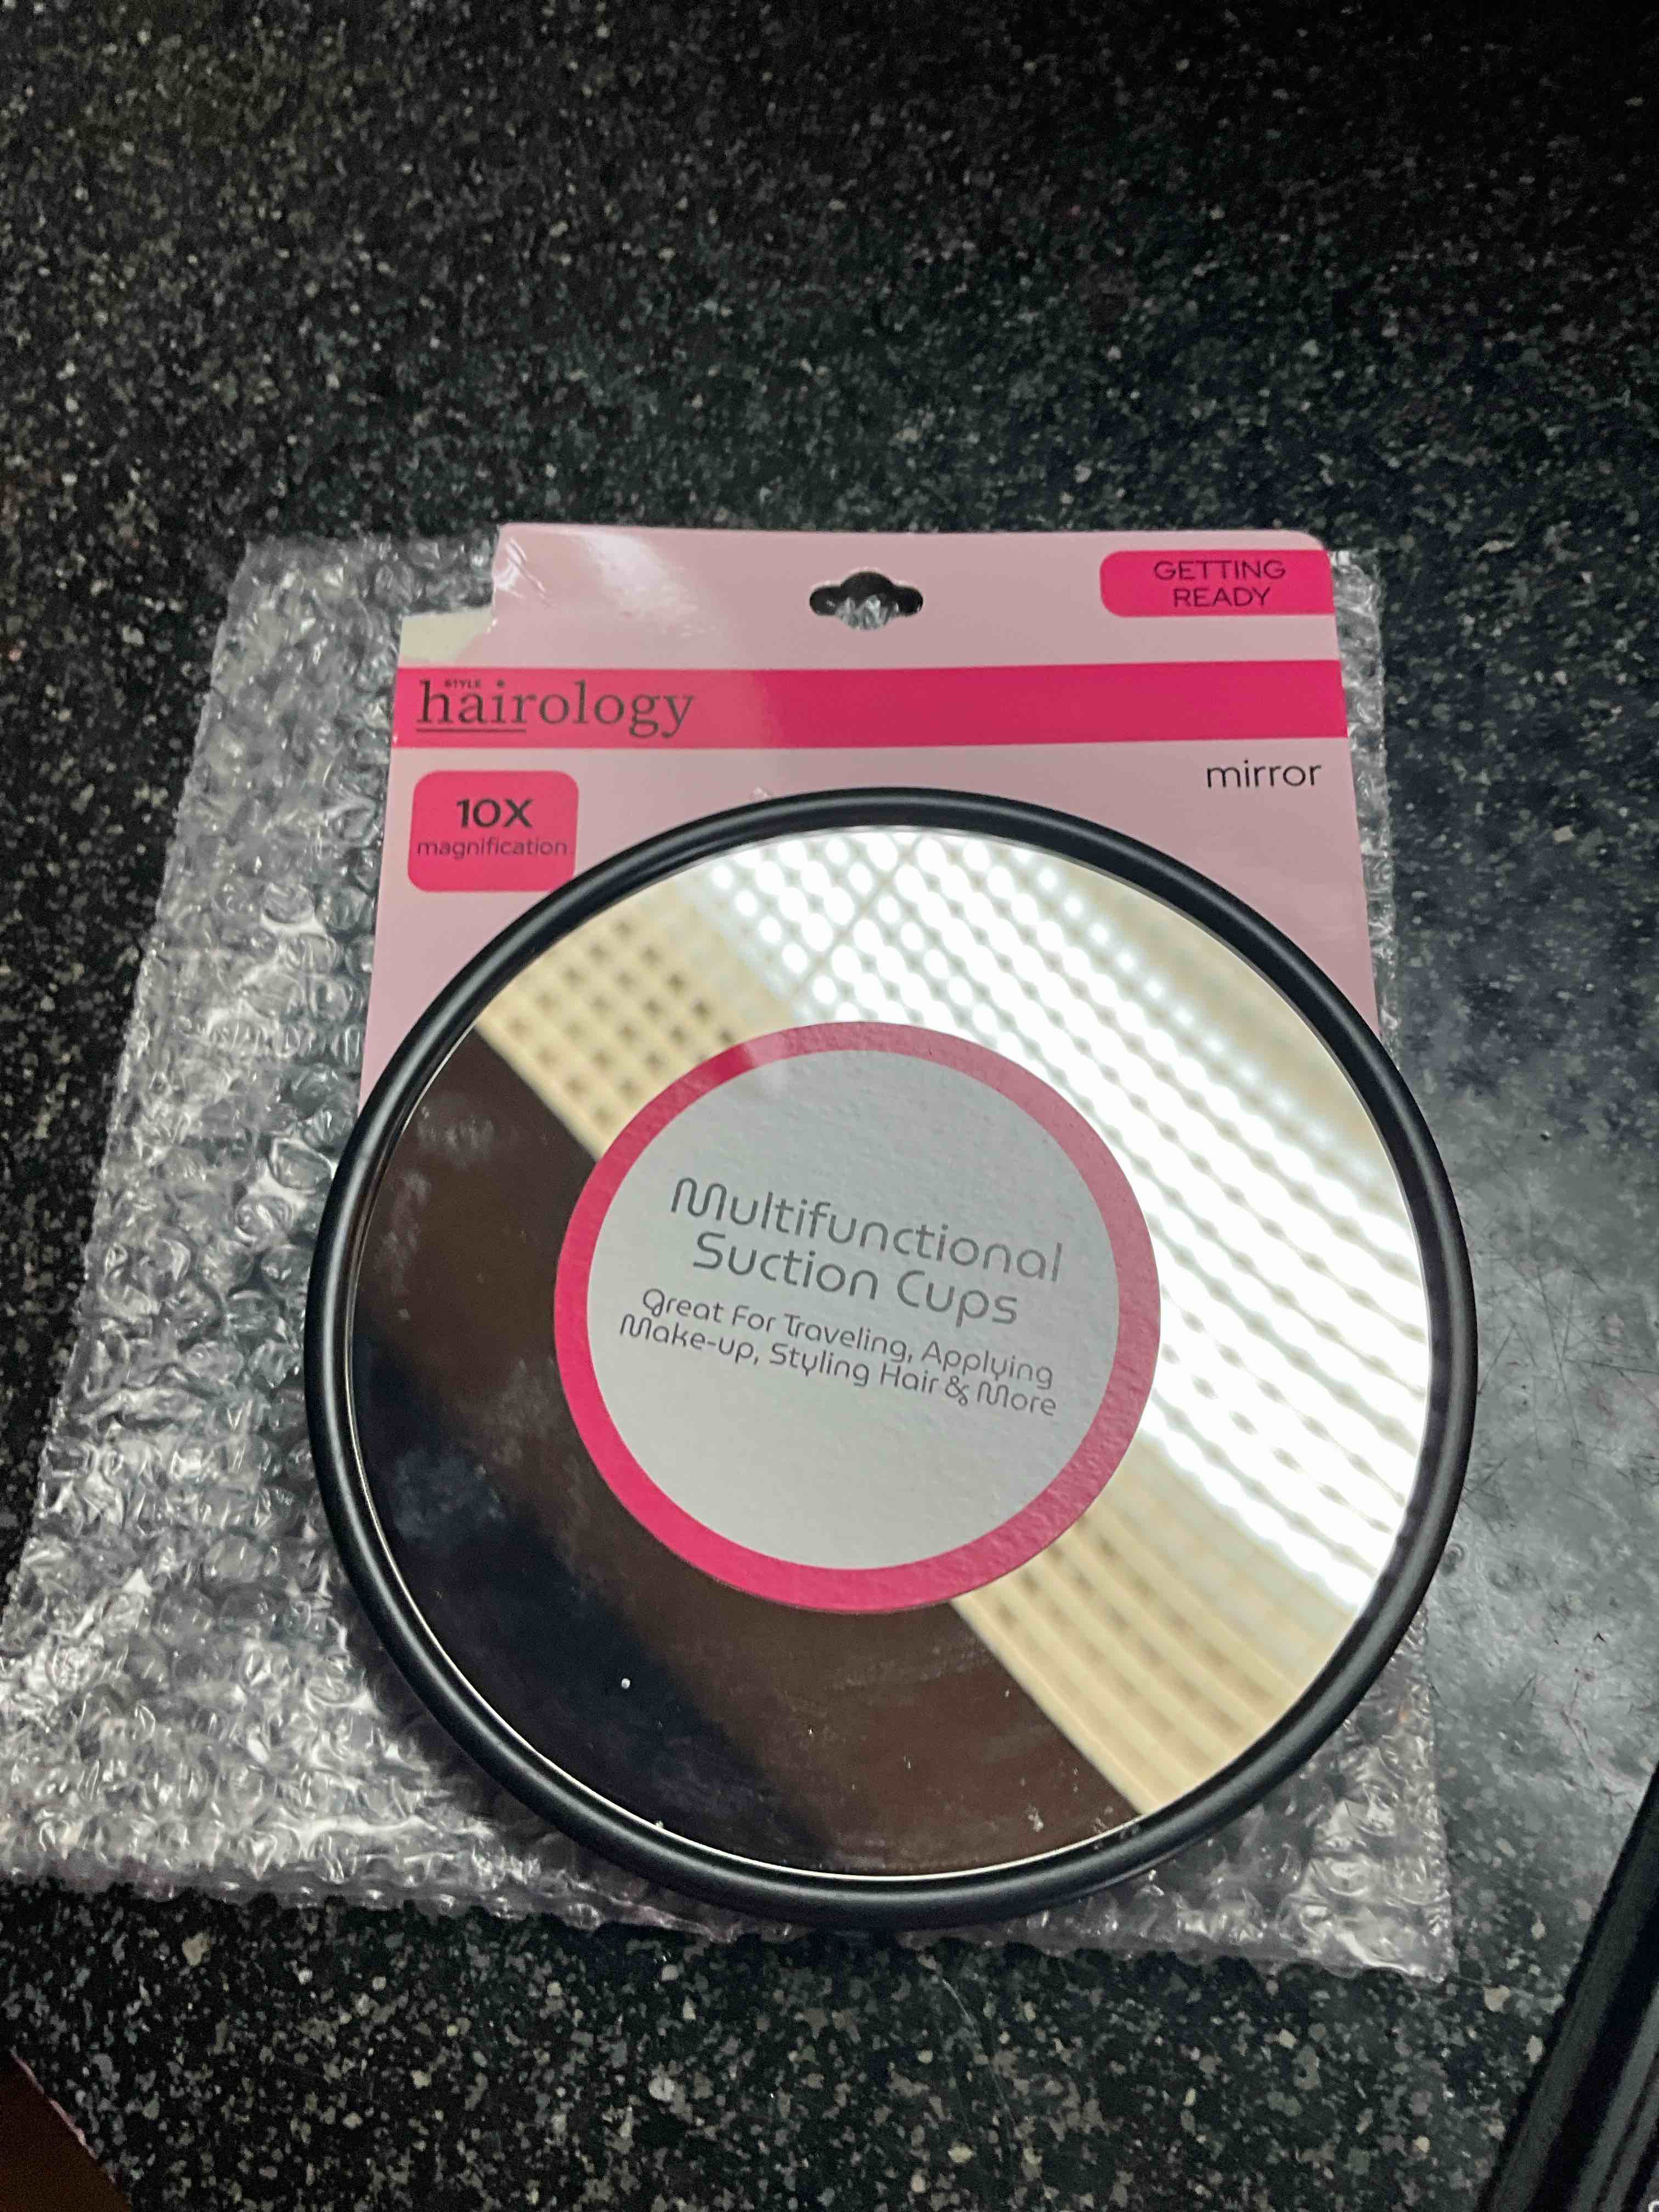 GETTING
READY
STYLE
hairology
mirror
10X
magnification
Multifunctional
Suction Cups
Great For Traveling, Applying
Make-up, Styling Hair & More